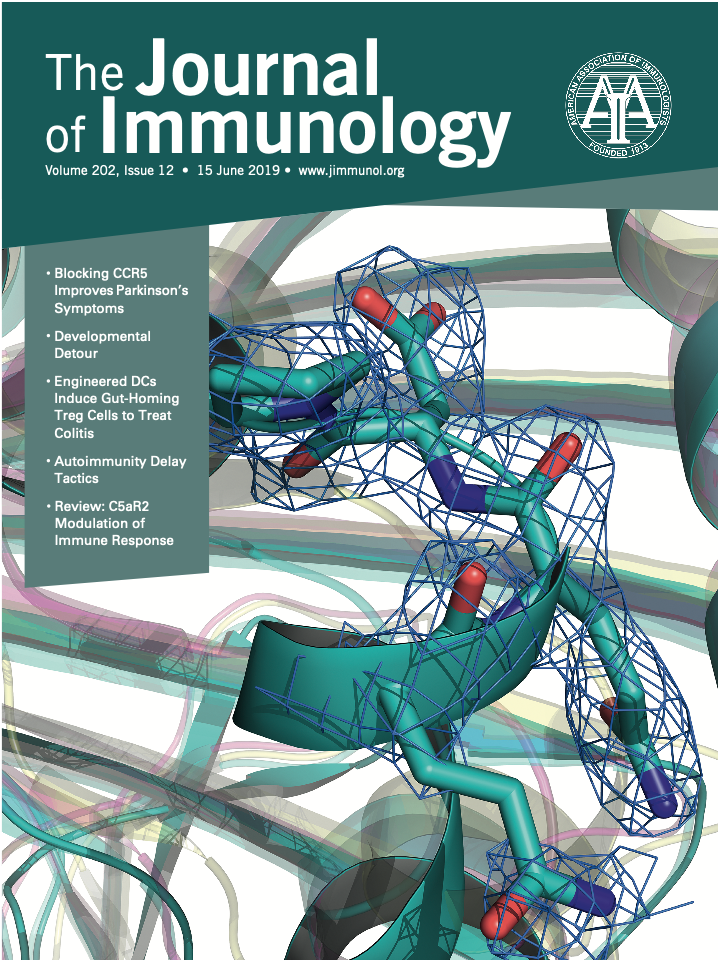 The Journal
of Immunology
AMERICAN ASSOCIATION OF IMMUNOLOGISTS
AAI
FOUNDED 1913
Volume 202, Issue 12 • 15 June 2019 • www.jimmunol.org
• Blocking CCR5
Improves Parkinson's
Symptoms
• Developmental
Detour
• Engineered DCs
Induce Gut-Homing
Treg Cells to Treat
Colitis
• Autoimmunity Delay
Tactics
• Review: C5aR2
Modulation of
Immune Response